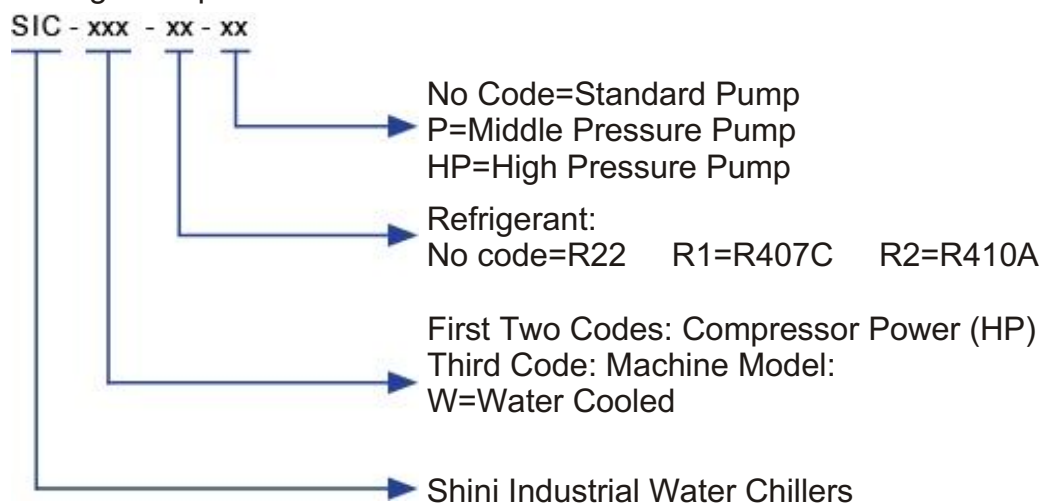 SIC - xxx - xx - xx
No Code=Standard Pump
P=Middle Pressure Pump
HP=High Pressure Pump
Refrigerant:
No code=R22 R1=R407C R2=R410A
First Two Codes: Compressor Power (HP)
Third Code: Machine Model:
W=Water Cooled
Shini Industrial Water Chillers